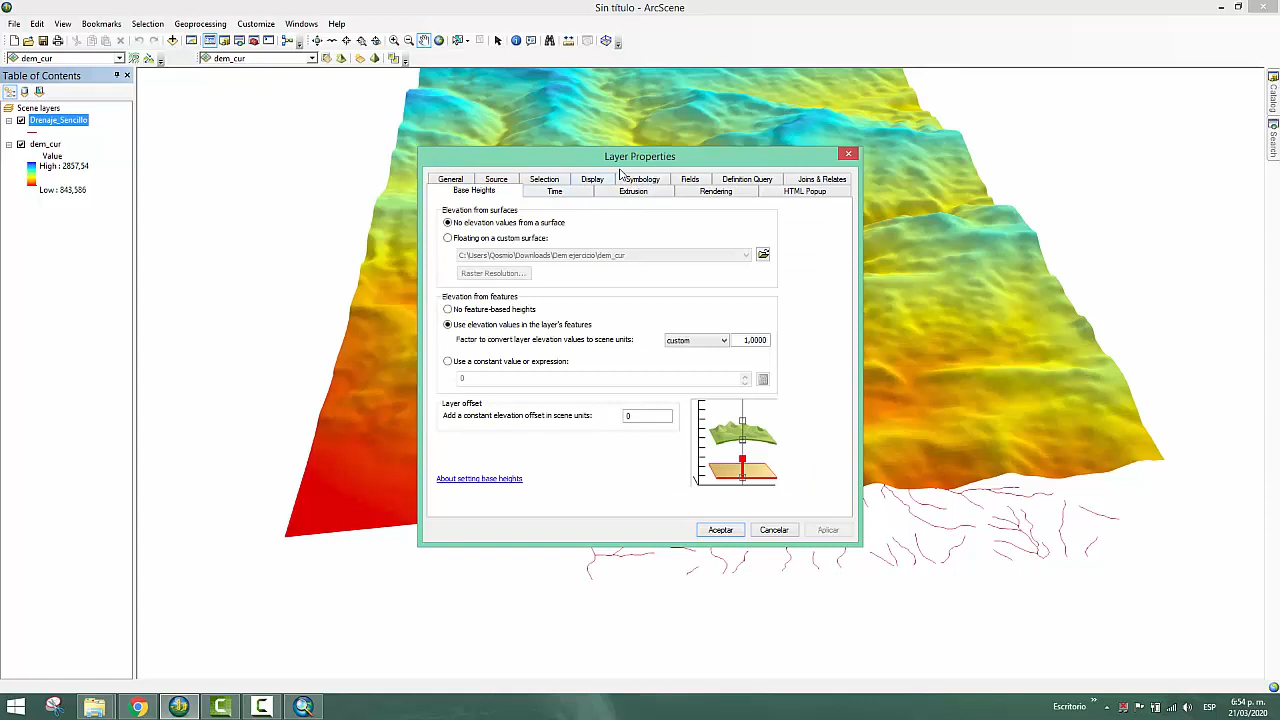 Sin título - ArcScene
File Edit View Bookmarks Selection Geoprocessing Customize Windows Help
dem_cur
dem_cur
Table of Contents
Scene layers
Drenaje_Sencillo
dem_cur
Value
High : 2857,54
Low : 843,586
Catalog
Search
Layer Properties
General Source Selection Display Symbology Fields Definition Query Joins & Relates
Base Heights Time Extrusion Rendering HTML Popup
Elevation from surfaces
No elevation values from a surface
Floating on a custom surface:
C:\Users\Qosmio\Downloads\Dem ejercicio\dem_cur
Raster Resolution...
Elevation from features
No feature-based heights
Use elevation values in the layer's features
Factor to convert layer elevation values to scene units: custom 1,0000
Use a constant value or expression:
0
Layer offset
Add a constant elevation offset in scene units: 0
About setting base heights
Aceptar Cancelar Aplicar
Escritorio » ESP
6:54 p. m.
21/03/2020